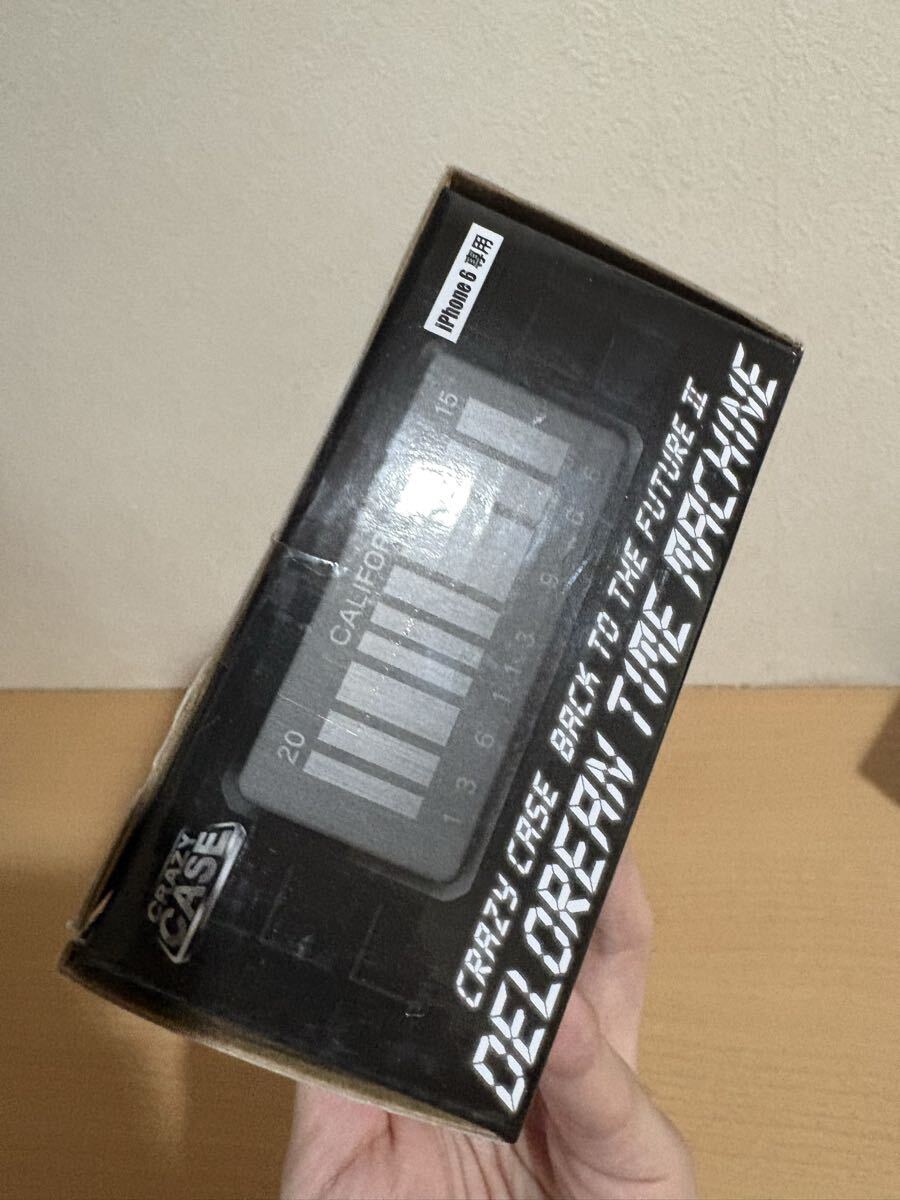 iPhone 6 専用
20
CALIFOR
15
1 3 6 1 1 3 9 6 6
CRAZY
CASE
CRAZY CASE BACK TO THE FUTURE II
DELOREAN TIME MACHINE